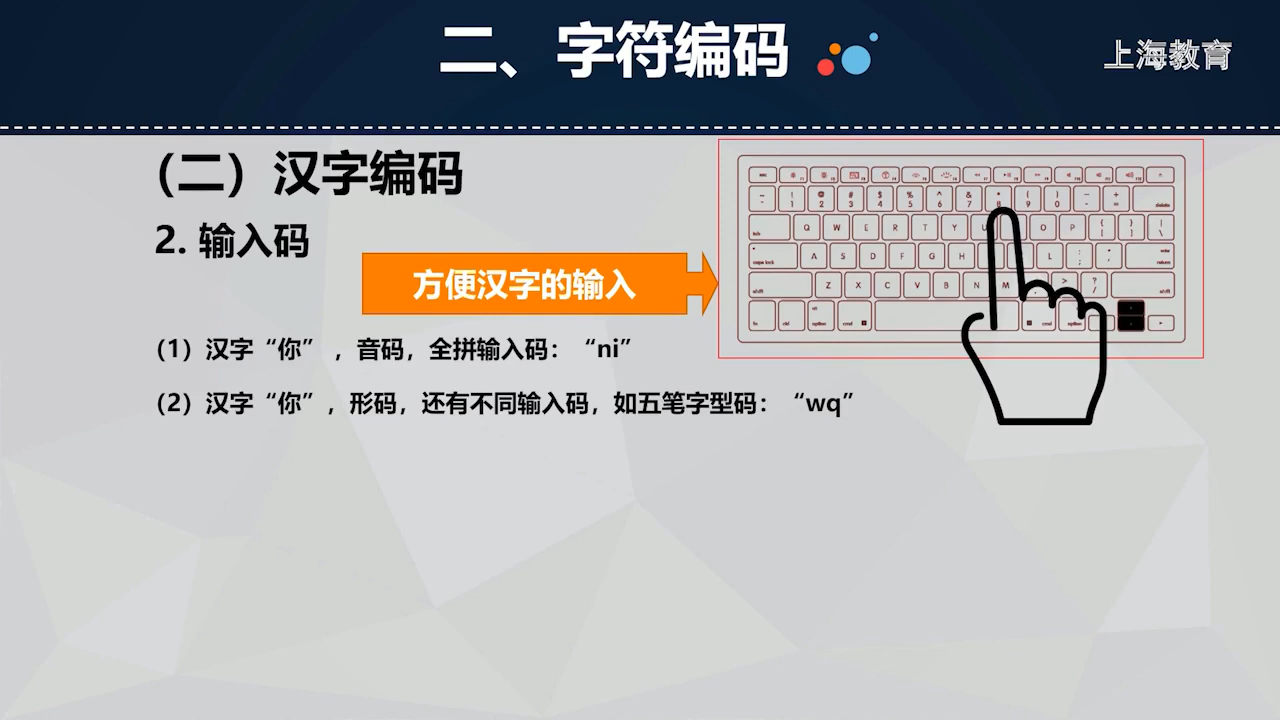 二、字符编码
上海教育
（二）汉字编码
2. 输入码
方便汉字的输入
（1）汉字“你”，音码，全拼输入码：“ni”
（2）汉字“你”，形码，还有不同输入码，如五笔字型码：“wq”